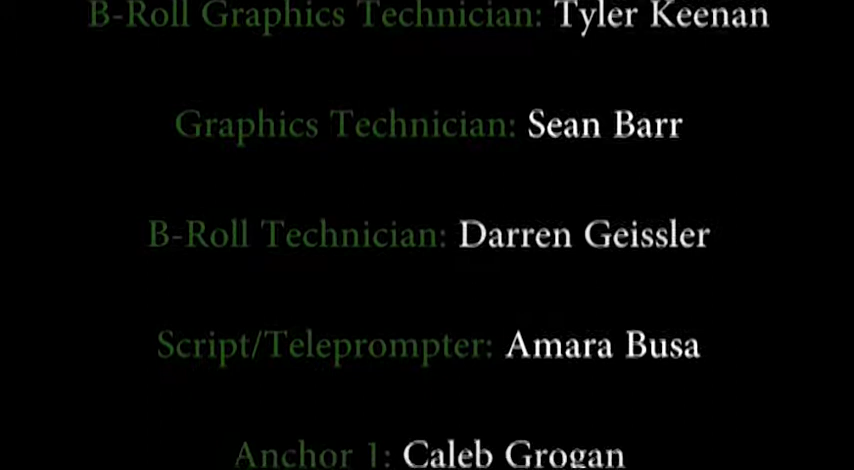 B-Roll Graphics Technician: Tyler Keenan
Graphics Technician: Sean Barr
B-Roll Technician: Darren Geissler
Script/Teleprompter: Amara Busa
Anchor 1: Caleb Grogan